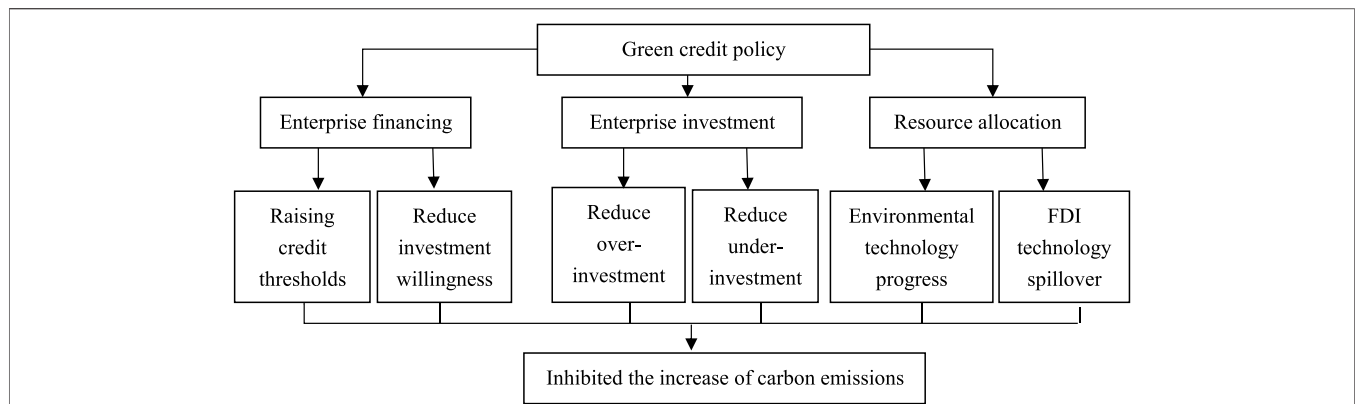 Green credit policy
Enterprise financing
Enterprise investment
Resource allocation
Raising
credit
thresholds
Reduce
investment
willingness
Reduce
over-
investment
Reduce
under-
investment
Environmental
technology
progress
FDI
technology
spillover
Inhibited the increase of carbon emissions